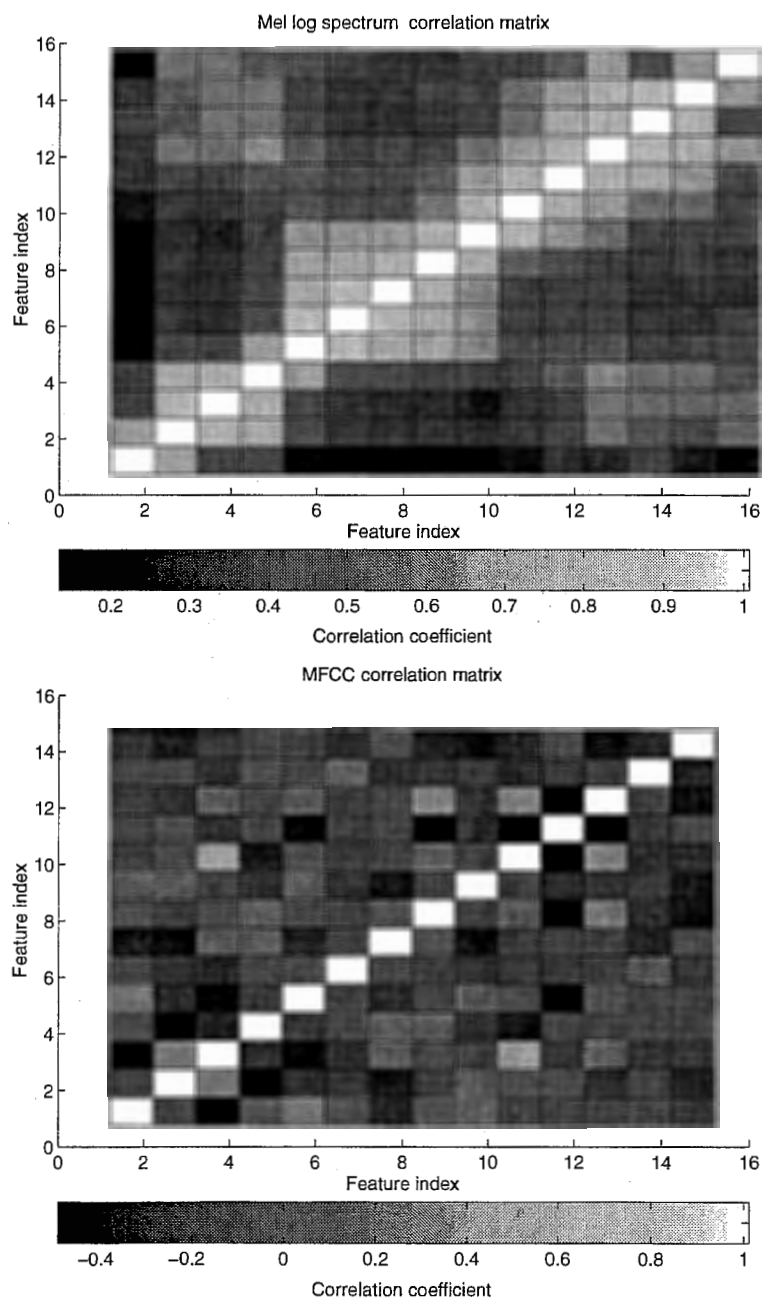 Mel log spectrum correlation matrix
16
14
12
10
8
6
4
2
0
Feature index
0 2 4 6 8 10 12 14 16
Feature index
0.2 0.3 0.4 0.5 0.6 0.7 0.8 0.9 1
Correlation coefficient
MFCC correlation matrix
16
14
12
10
8
6
4
2
0
Feature index
0 2 4 6 8 10 12 14 16
Feature index
−0.4 −0.2 0 0.2 0.4 0.6 0.8 1
Correlation coefficient